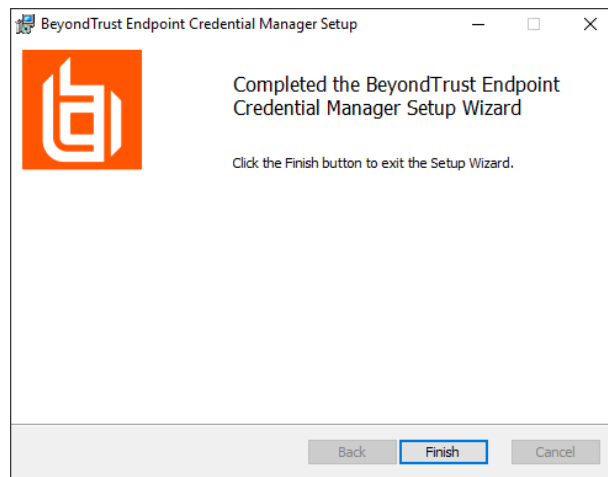 BeyondTrust Endpoint Credential Manager Setup
Completed the BeyondTrust Endpoint
Credential Manager Setup Wizard
Click the Finish button to exit the Setup Wizard.
Back Finish Cancel